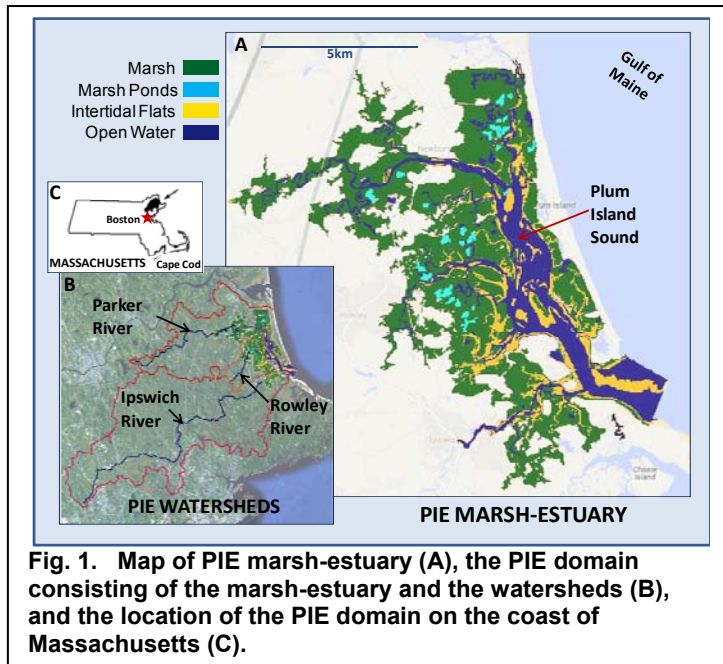 A
5km
Gulf of
Maine
Marsh
Marsh Ponds
Intertidal Flats
Open Water
Plum
Island
Sound
C
Boston
MASSACHUSETTS
Cape Cod
B
Parker
River
Ipswich
River
Rowley
River
PIE WATERSHEDS
PIE MARSH-ESTUARY
Fig. 1. Map of PIE marsh-estuary (A), the PIE domain
consisting of the marsh-estuary and the watersheds (B),
and the location of the PIE domain on the coast of
Massachusetts (C).